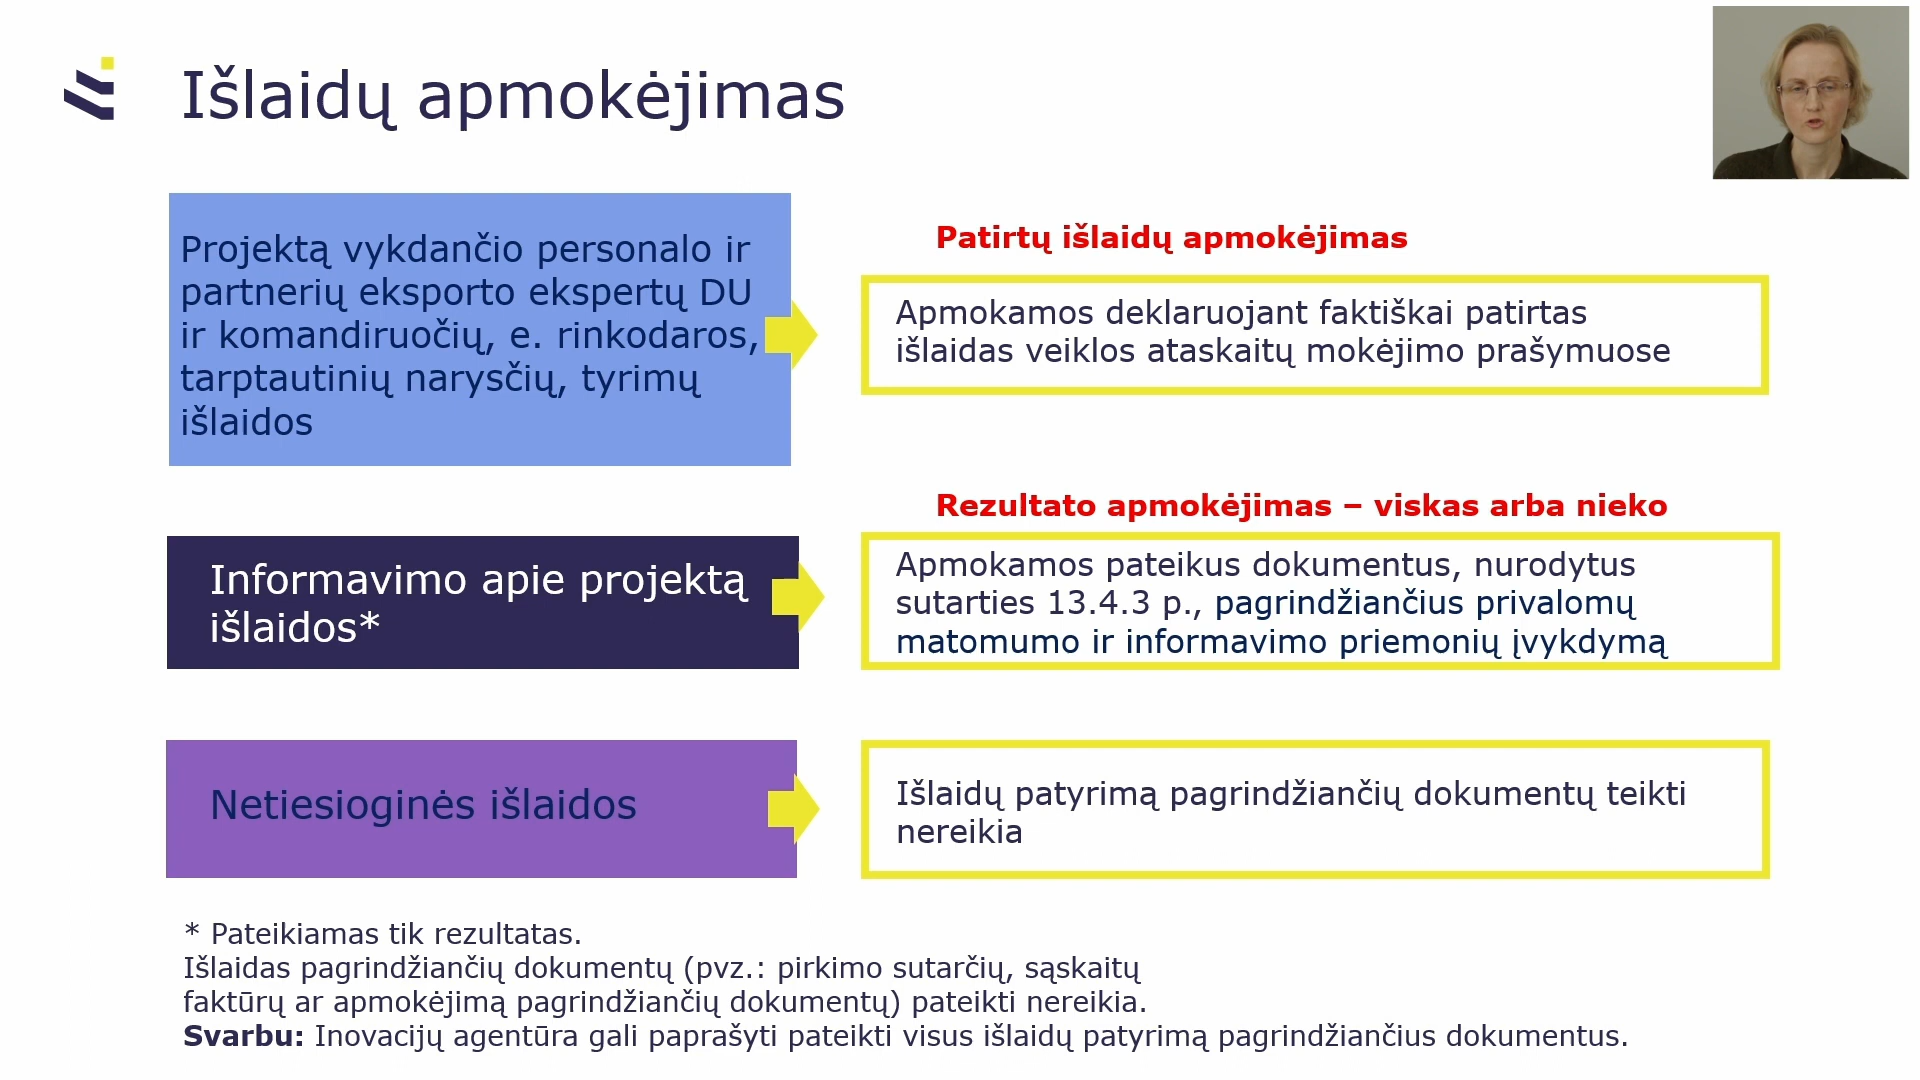 Išlaidų apmokėjimas
Projektą vykdančio personalo ir
partnerių eksporto ekspertų DU
ir komandiruočių, e. rinkodaros,
tarptautinių narysčių, tyrimų
išlaidos
Patirtų išlaidų apmokėjimas
Apmokamos deklaruojant faktiškai patirtas
išlaidas veiklos ataskaitų mokėjimo prašymuose
Rezultato apmokėjimas – viskas arba nieko
Informavimo apie projektą
išlaidos*
Apmokamos pateikus dokumentus, nurodytus
sutarties 13.4.3 p., pagrindžiančius privalomų
matomumo ir informavimo priemonių įvykdymą
Netiesioginės išlaidos
Išlaidų patyrimą pagrindžiančių dokumentų teikti
nereikia
* Pateikiamas tik rezultatas.
Išlaidas pagrindžiančių dokumentų (pvz.: pirkimo sutarčių, sąskaitų
faktūrų ar apmokėjimą pagrindžiančių dokumentų) pateikti nereikia.
Svarbu: Inovacijų agentūra gali paprašyti pateikti visus išlaidų patyrimą pagrindžiančius dokumentus.